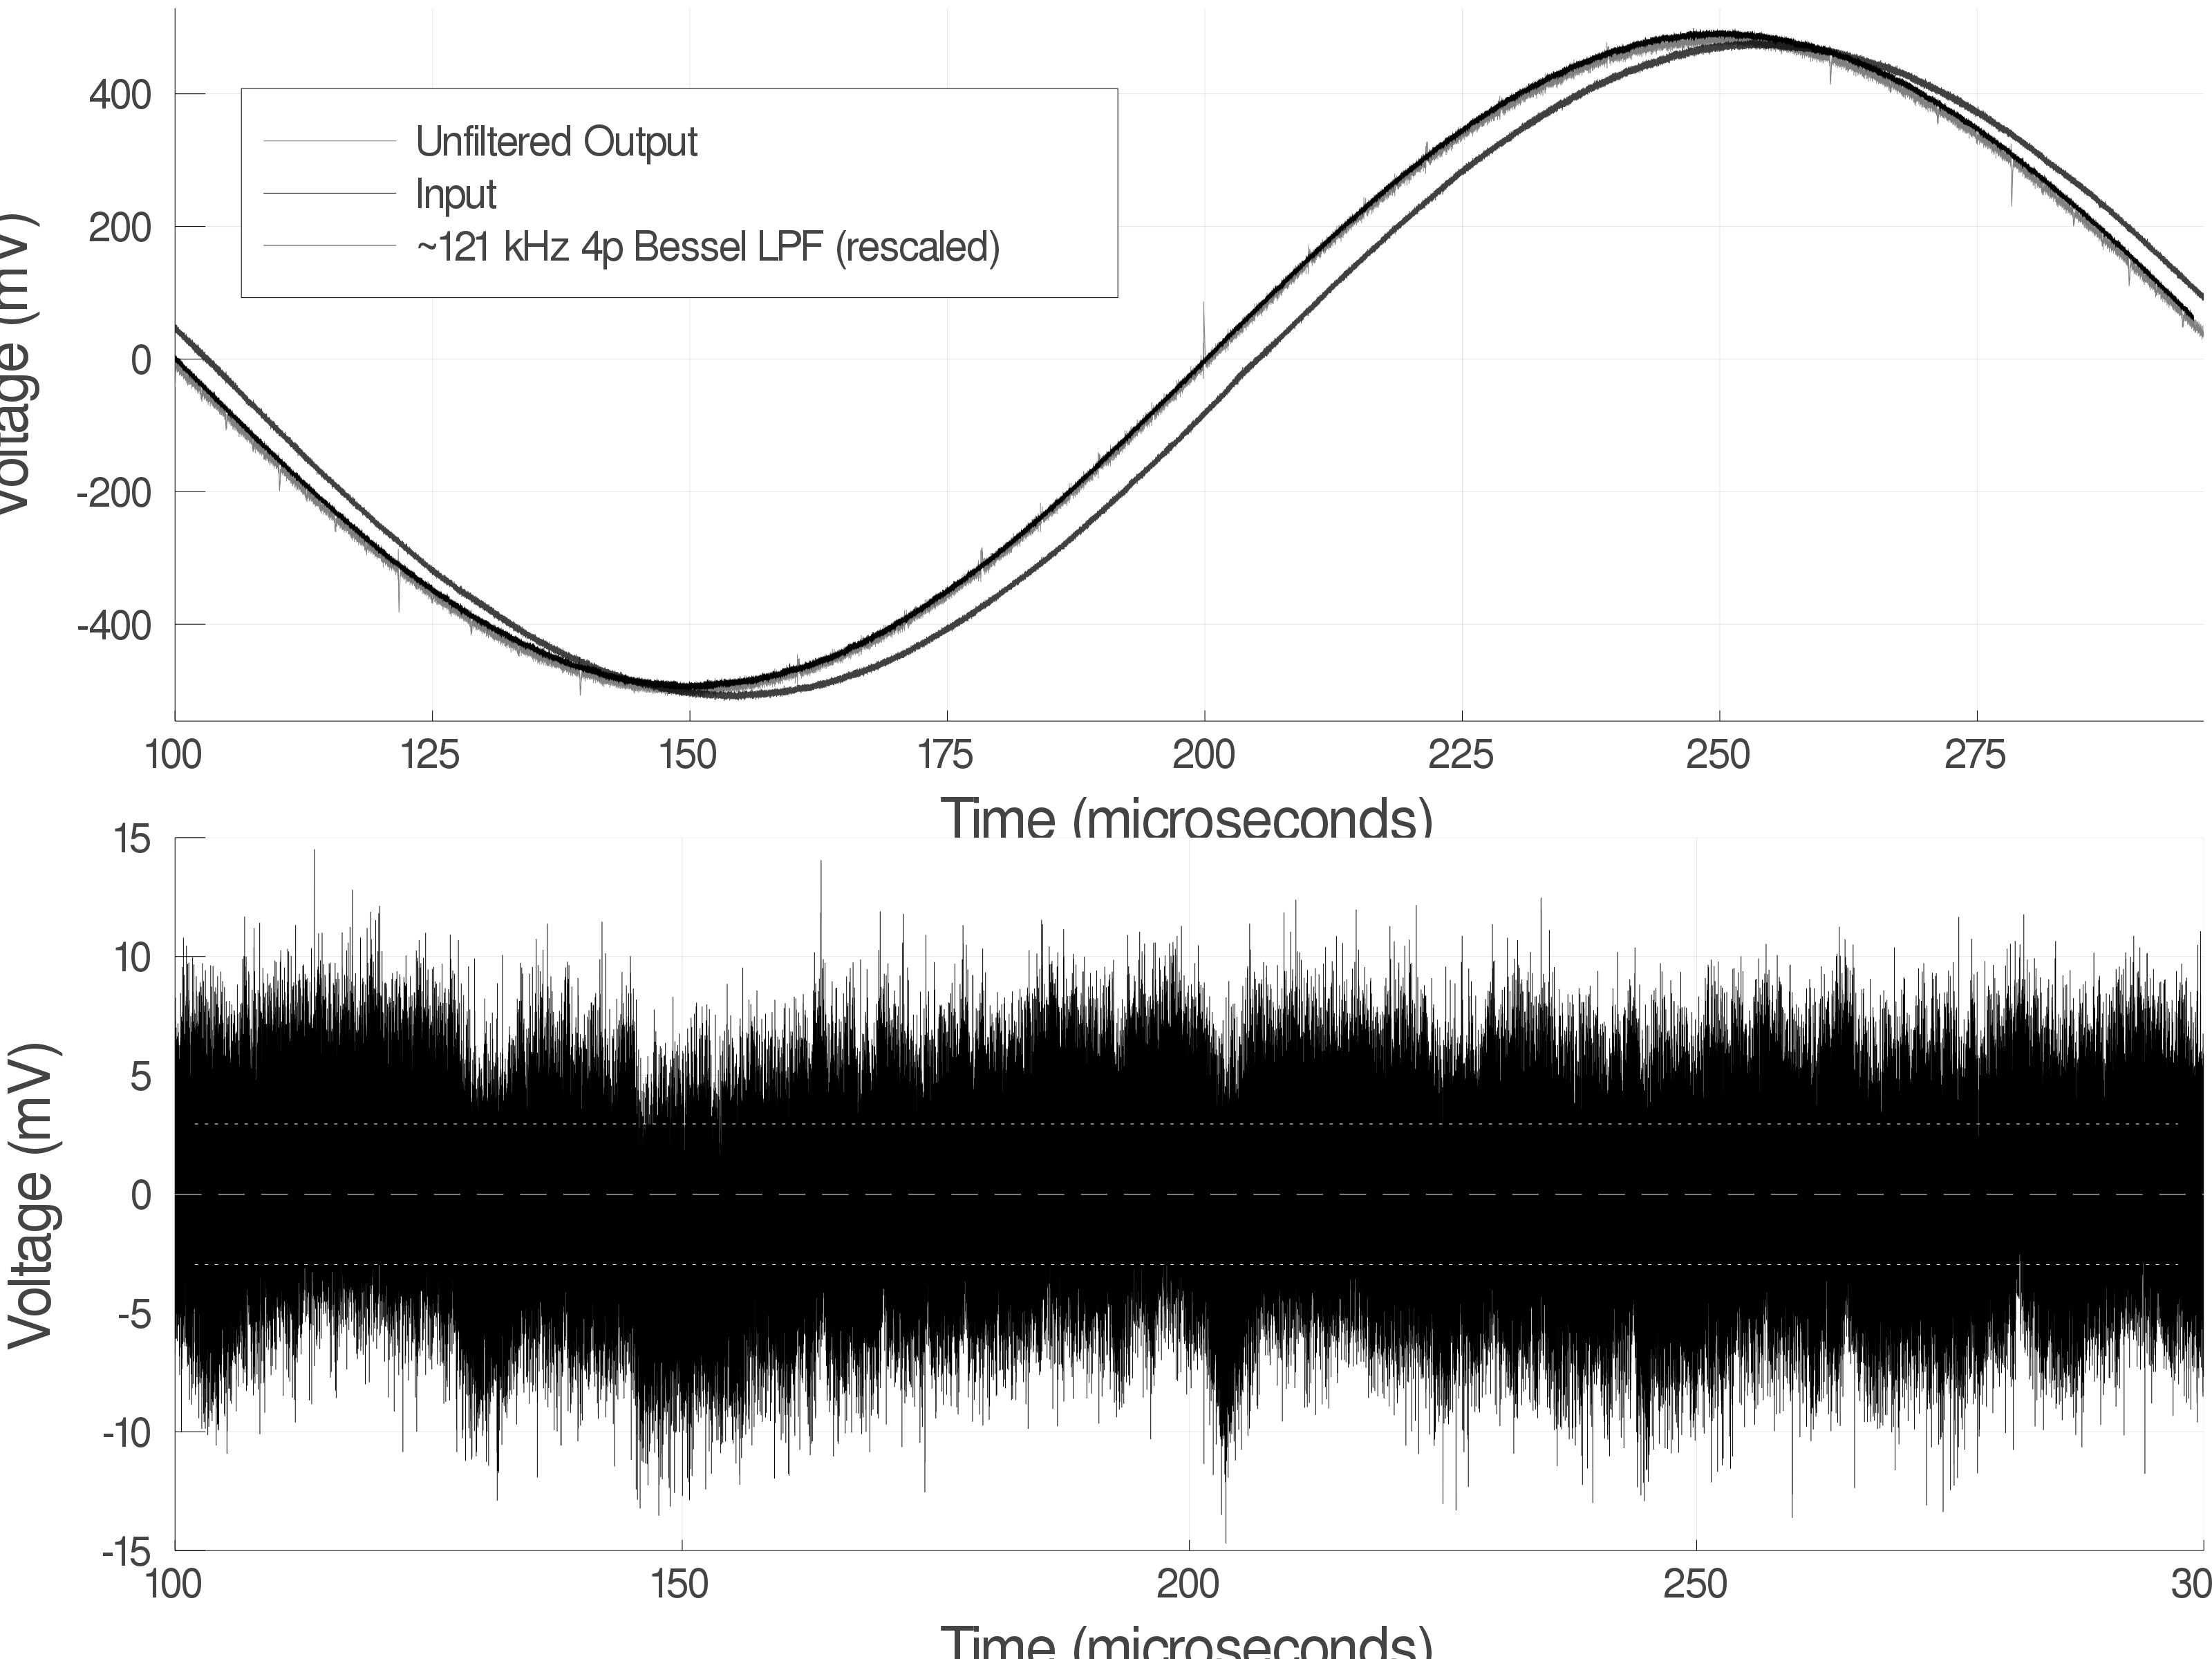 Voltage (mV)
400
200
0
-200
-400
Unfiltered Output
Input
~121 kHz 4p Bessel LPF (rescaled)
100 125 150 175 200 225 250 275
Time (microseconds)
Voltage (mV)
15
10
5
0
-5
-10
-15
100 150 200 250 30
Time (microseconds)